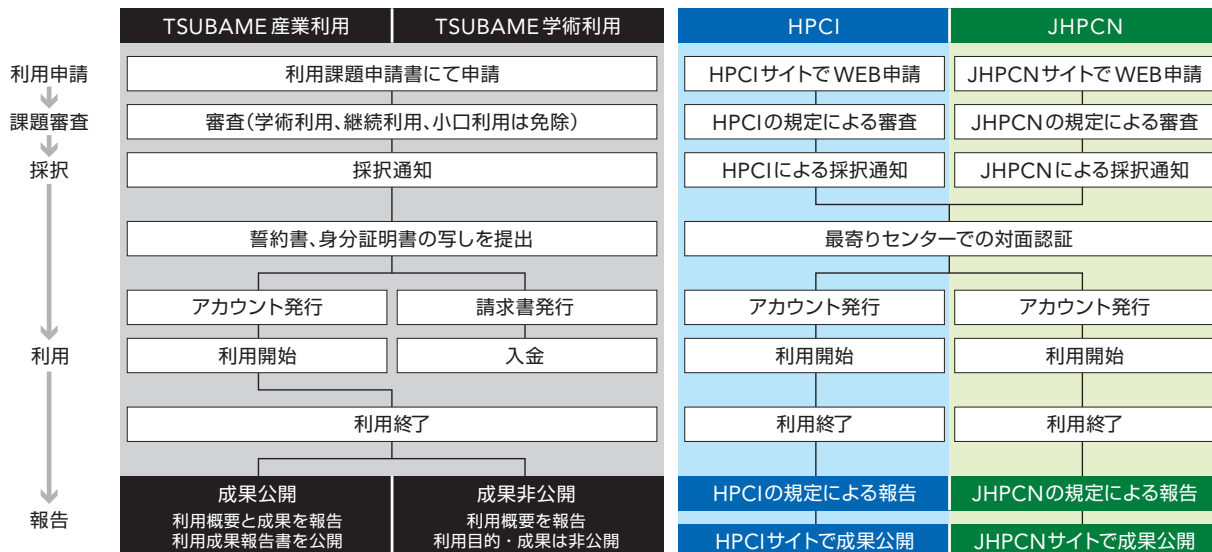 TSUBAME 産業利用
TSUBAME 学術利用
HPCI
JHPCN
利用申請
利用課題申請書にて申請
HPCIサイトでWEB申請
JHPCNサイトでWEB申請
課題審査
審査(学術利用、継続利用、小口利用は免除)
HPCIの規定による審査
JHPCNの規定による審査
採択
採択通知
HPCIによる採択通知
JHPCNによる採択通知
誓約書、身分証明書の写しを提出
最寄りセンターでの対面認証
アカウント発行
請求書発行
アカウント発行
アカウント発行
利用
利用開始
入金
利用開始
利用開始
利用終了
利用終了
利用終了
報告
成果公開
利用概要と成果を報告
利用成果報告書を公開
成果非公開
利用概要を報告
利用目的・成果は非公開
HPCIの規定による報告
JHPCNの規定による報告
HPCIサイトで成果公開
JHPCNサイトで成果公開